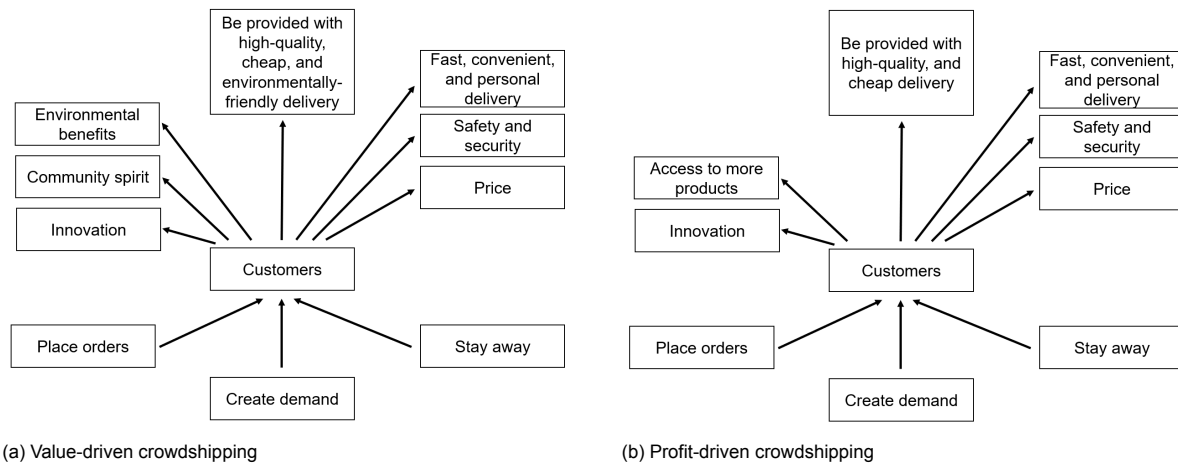 Be provided with
high-quality,
cheap, and
environmentally-
friendly delivery
Fast, convenient,
and personal
delivery
Environmental
benefits
Safety and
security
Community spirit
Price
Innovation
Customers
Place orders
Stay away
Create demand
(a) Value-driven crowdshipping
Be provided with
high-quality, and
cheap delivery
Fast, convenient,
and personal
delivery
Safety and
security
Access to more
products
Price
Innovation
Customers
Place orders
Stay away
Create demand
(b) Profit-driven crowdshipping